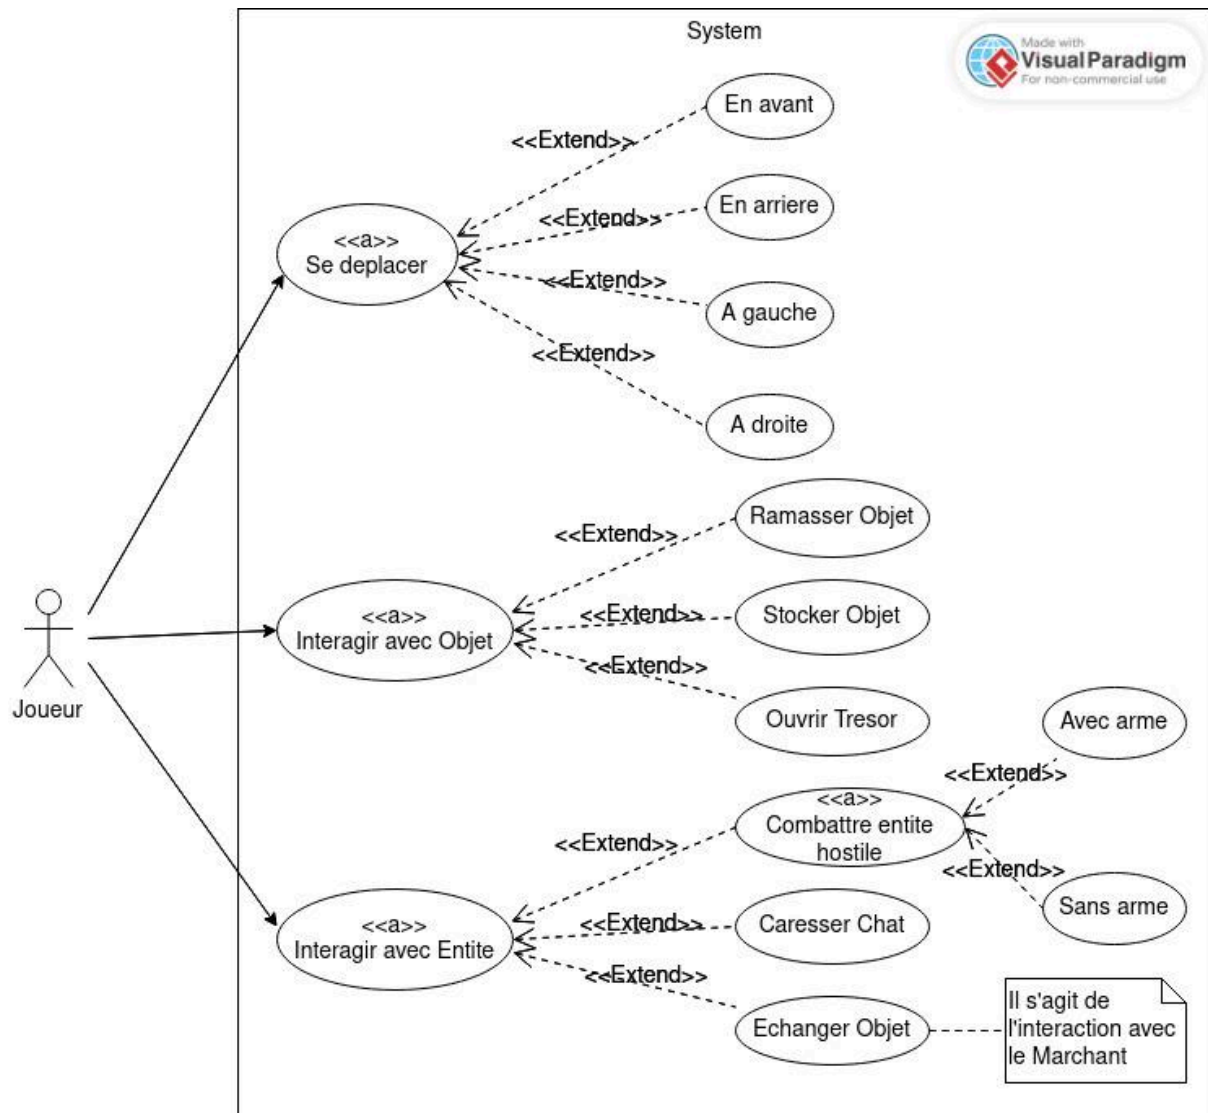 System
Made with
Visual Paradigm
For non-commercial use
En avant
<<Extend>>
En arriere
<<Extend>>
<<a>>
Se deplacer
<<Extend>>
A gauche
<<Extend>>
A droite
Ramasser Objet
<<Extend>>
<<a>>
Interagir avec Objet
<<Extend>>
Stocker Objet
<<Extend>>
Ouvrir Tresor
Joueur
Avec arme
<<Extend>>
<<a>>
Combattre entite
hostile
<<Extend>>
<<Extend>>
Sans arme
<<a>>
Interagir avec Entite
<<Extend>>
Caresser Chat
<<Extend>>
Echanger Objet
Il s'agit de
l'interaction avec
le Marchant